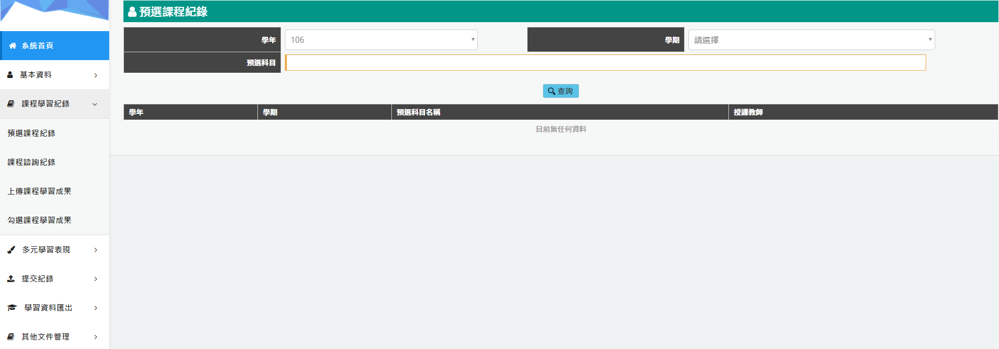 系統首頁
基本資料
課程學習紀錄
預選課程紀錄
課程諮詢紀錄
上傳課程學習成果
勾選課程學習成果
多元學習表現
提交紀錄
學習資料匯出
其他文件管理
預選課程紀錄
學年 106 學期 請選擇
預選科目
查詢
學年 學期 預選科目名稱 授課教師
目前無任何資料